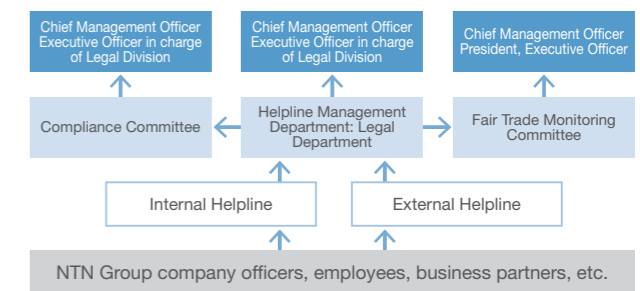 Chief Management Officer
Executive Officer in charge
of Legal Division
Chief Management Officer
Executive Officer in charge
of Legal Division
Chief Management Officer
President, Executive Officer
Compliance Committee
Helpline Management
Department: Legal
Department
Fair Trade Monitoring
Committee
Internal Helpline
External Helpline
NTN Group company officers, employees, business partners, etc.